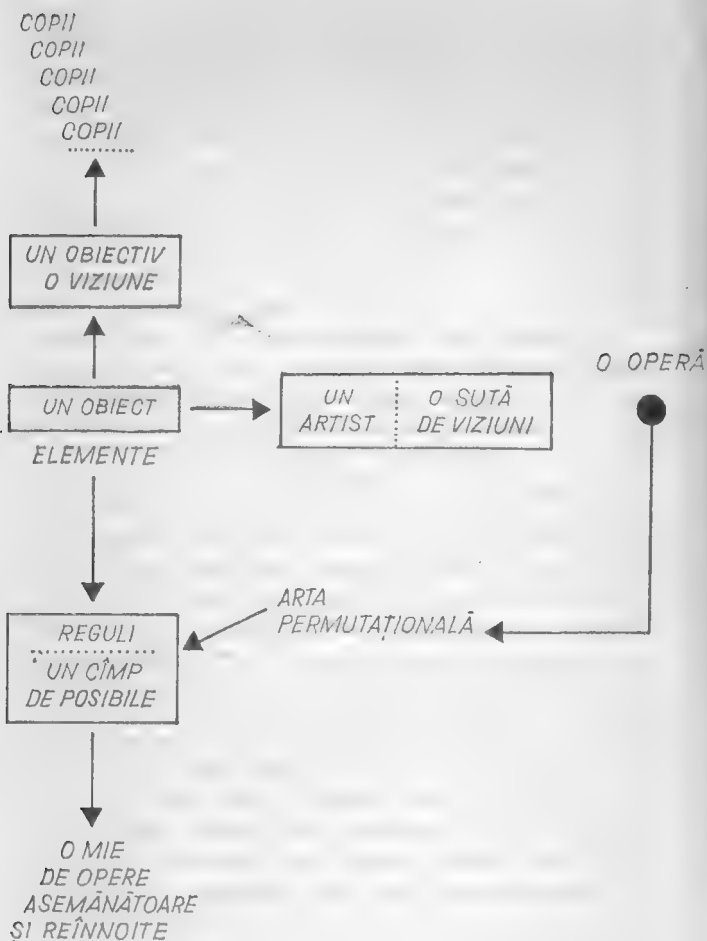 COPII
COPII
COPII
COPII
COPII
UN OBIECTIV
O VIZIUNE
O OPERĂ
UN OBIECT
UN
ARTIST
O SUTĂ
DE VIZIUNI
ELEMENTE
ARTA
PERMUTAȚIONALĂ
REGULI
UN CÎMP
DE POSIBILE
O MIE
DE OPERE
ASEMĂNĂTOARE
ȘI REÎNNOITE